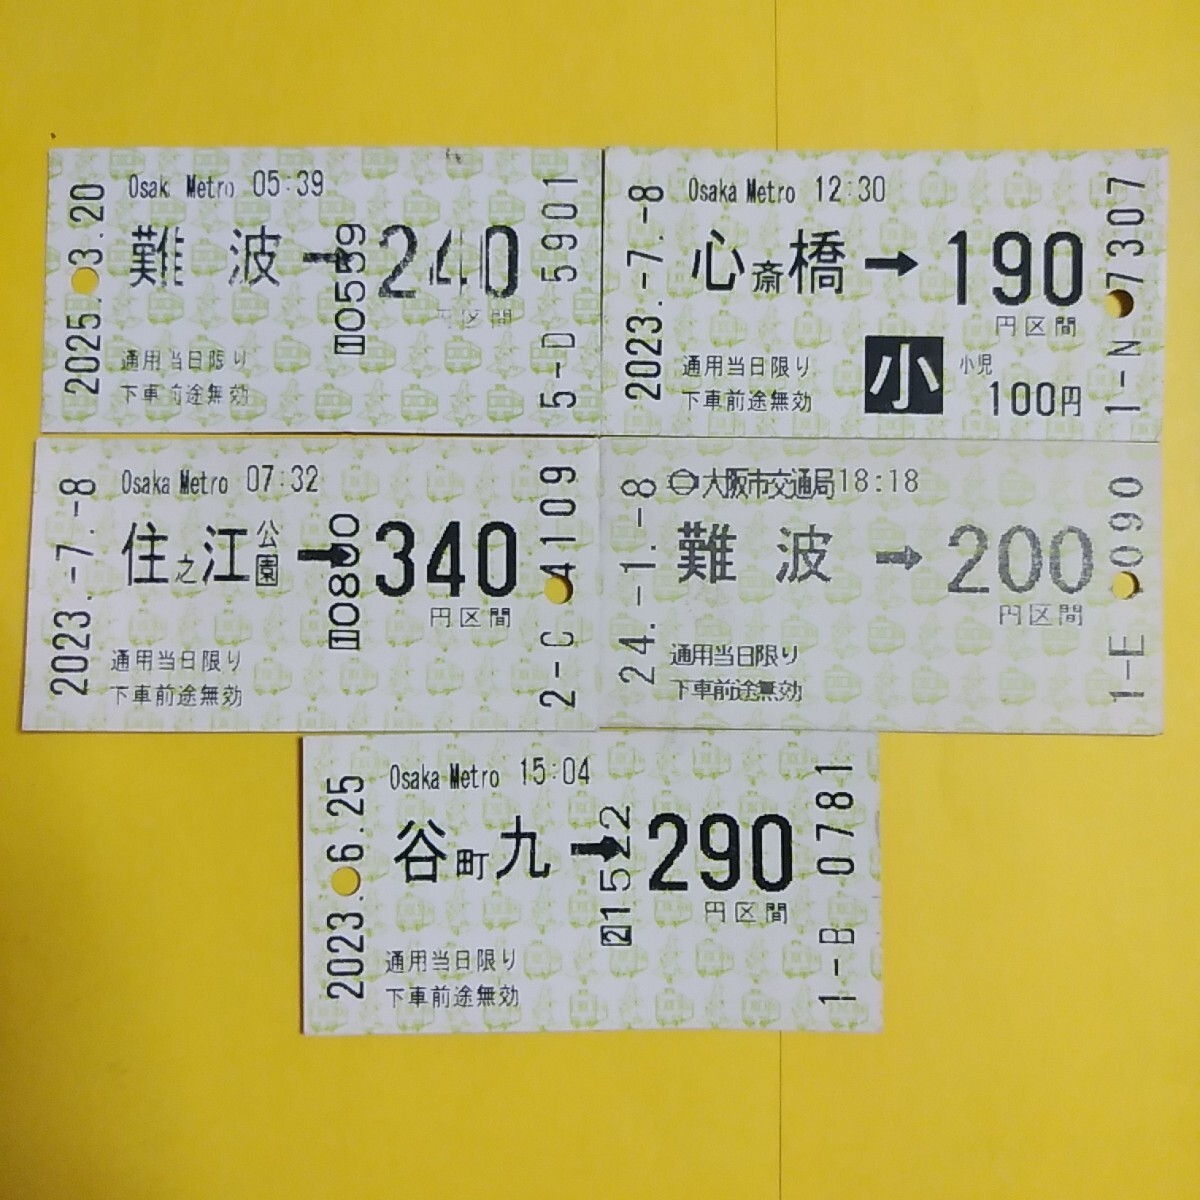 2025.-3.20
Osak Metro 05:39
難波→240
円区間
1 0559
通用当日限り
下車前途無効
5-D 5901
2023.-7.-8
Osaka Metro 12:30
心斎橋→190
円区間
通用当日限り
下車前途無効
小
小児
100円
1-N 7307
2023.-7.-8
Osaka Metro 07:32
住之江公園→340
円区間
1 0800
通用当日限り
下車前途無効
2-C 4109
24.-1.-8
大阪市交通局18:18
難波→200
円区間
通用当日限り
下車前途無効
1-E 090
2023.-6.25
Osaka Metro 15:04
谷町九→290
円区間
2 1522
通用当日限り
下車前途無効
1-B 0781